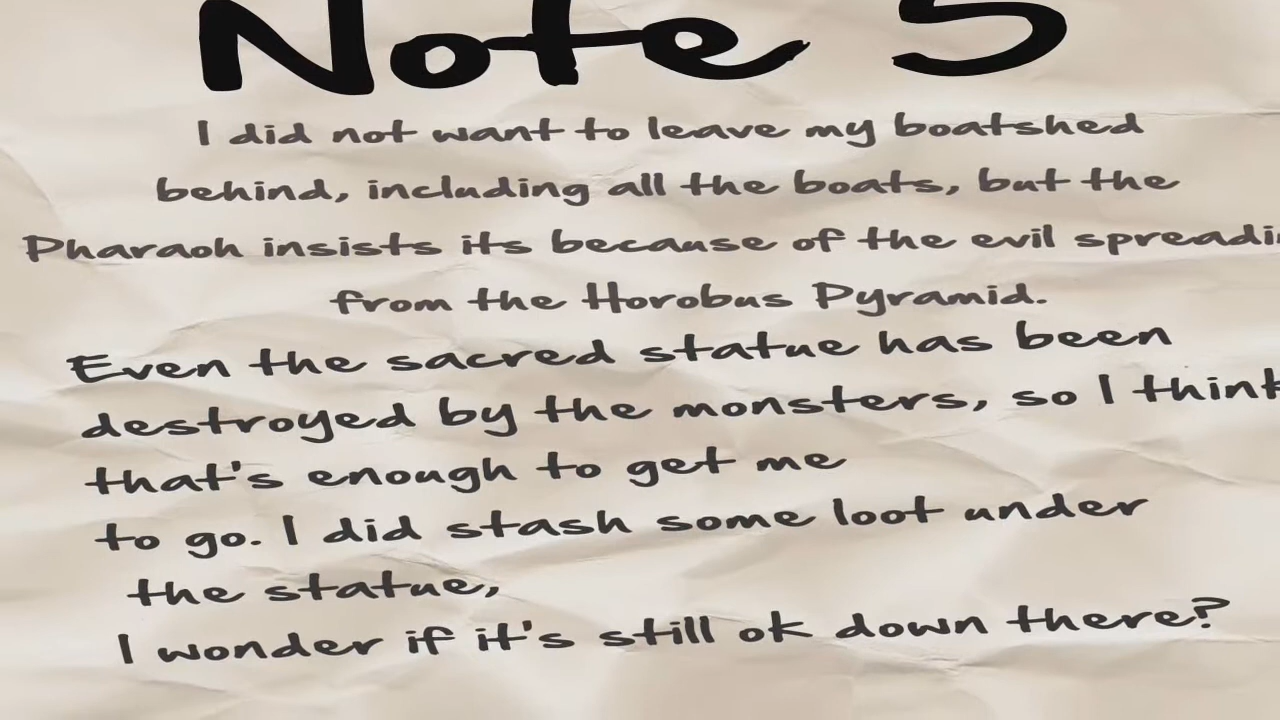 Note 5
I did not want to leave my boatshed
behind, including all the boats, but the
Pharaoh insists its because of the evil spreadi
from the Horobus Pyramid.
Even the sacred statue has been
destroyed by the monsters, so I think
that's enough to get me
to go. I did stash some loot under
the statue,
I wonder if it's still ok down there?